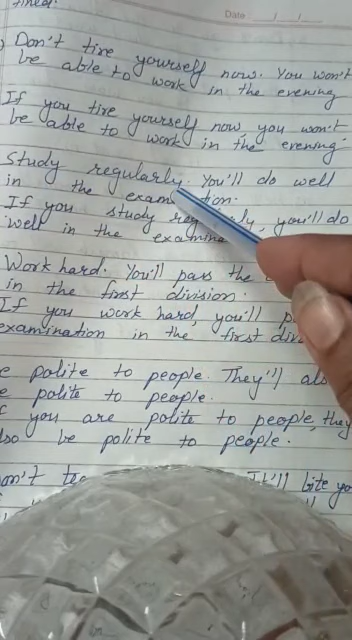 tired.
Date
Don't tire yourself now. You won't
be able to work in the evening
If you tire yourself now, you won't
be able to work in the evening.
Study regularly. You'll do well
in the
If you study you'll do
well in the
Work hard. You'll pass the
in the first division.
If you work hard, you'll
examination in the first
polite to people. They'll
polite to people.
you are polite to people, they
be polite to people.
It'll bite